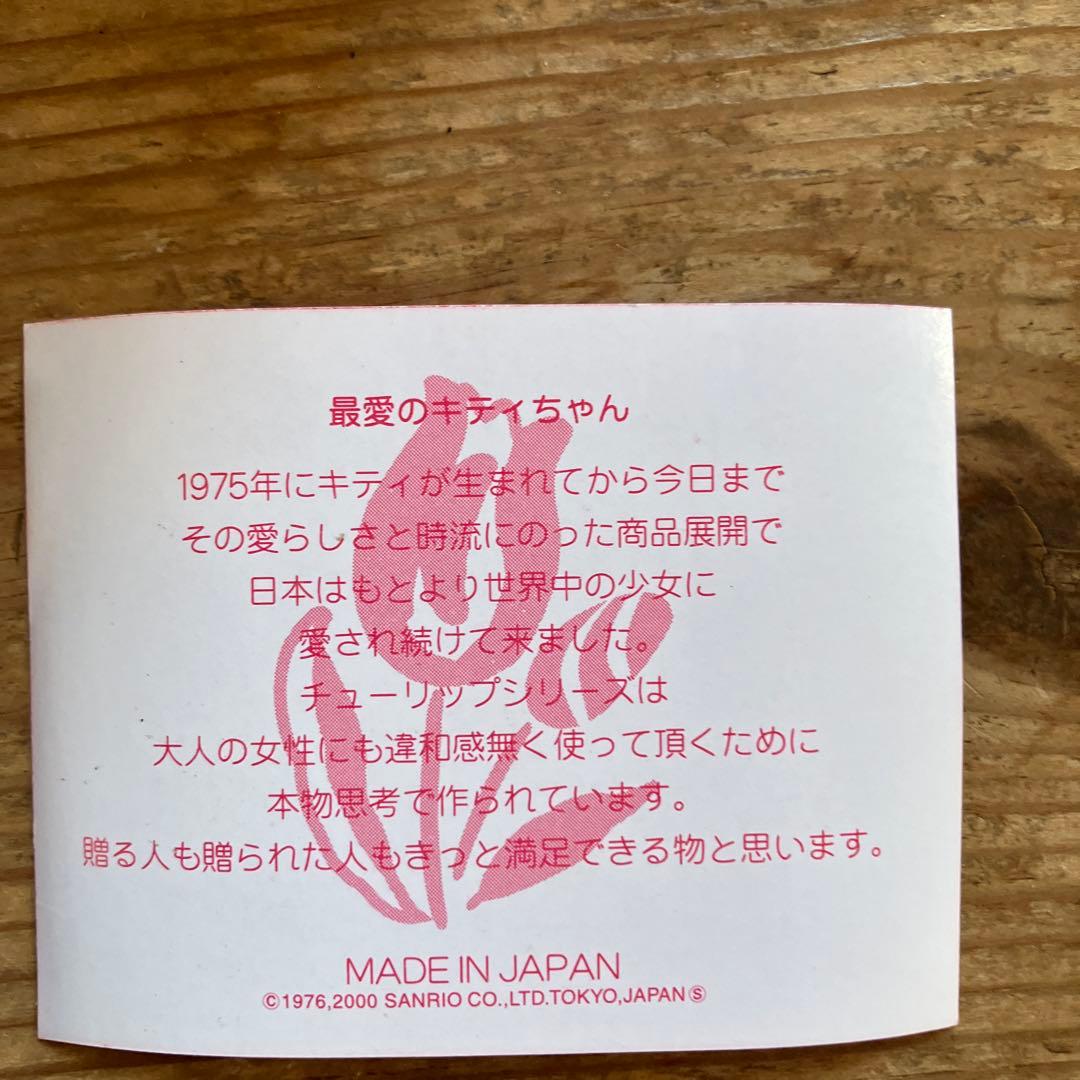 最愛のキティちゃん
1975年にキティが生まれてから今日まで
その愛らしさと時流にのった商品展開で
日本はもとより世界中の少女に
愛され続けて来ました。
チューリップシリーズは
大人の女性にも違和感無く使って頂くために
本物思考で作られています。
贈る人も贈られた人もきっと満足できる物と思います。
MADE IN JAPAN
©1976,2000 SANRIO CO.,LTD.TOKYO,JAPAN Ⓢ